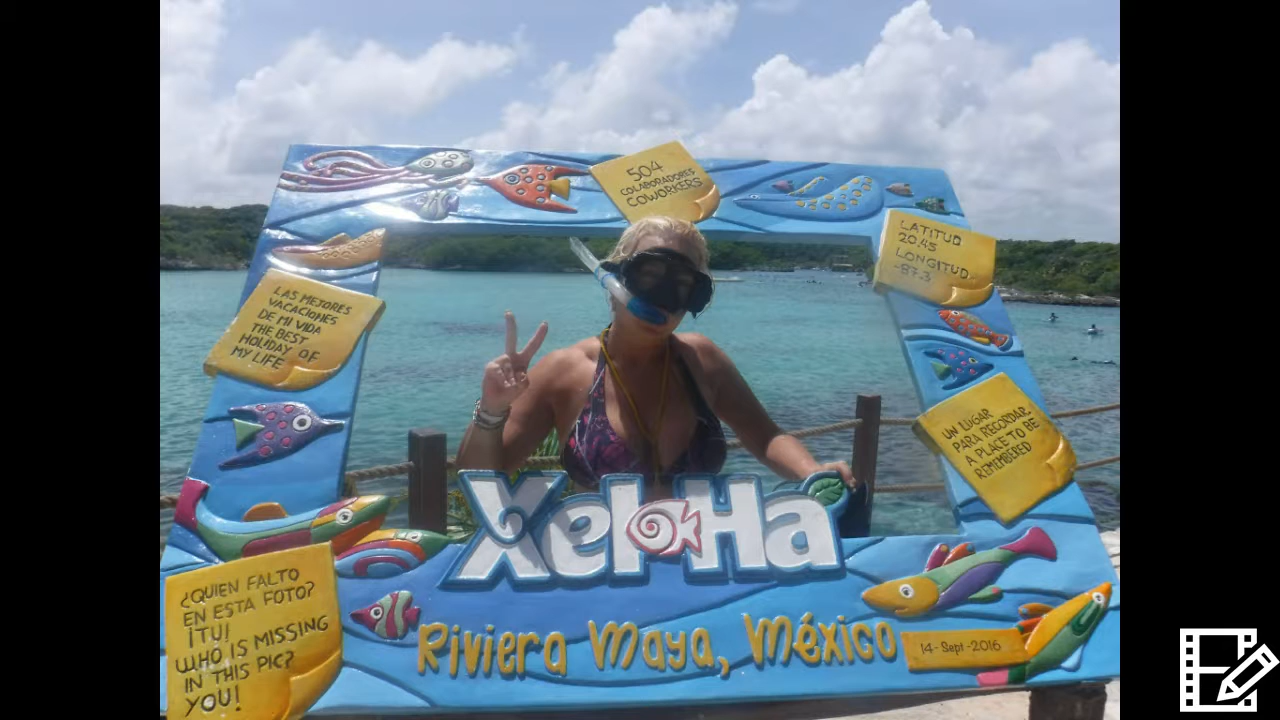 504
COLABORADORES
COWORKERS
LATITUD
20.45
LONGITUD
-87.3
LAS MEJORES
VACACIONES
DE MI VIDA
THE BEST
HOLIDAY OF
MY LIFE
UN LUGAR
PARA RECORDAR.
A PLACE TO BE
REMEMBERED
Xel-Ha
¿QUIEN FALTO
EN ESTA FOTO?
¡TU!
WHO IS MISSING
IN THIS PIC?
YOU!
Riviera Maya, México
14-Sept-2016